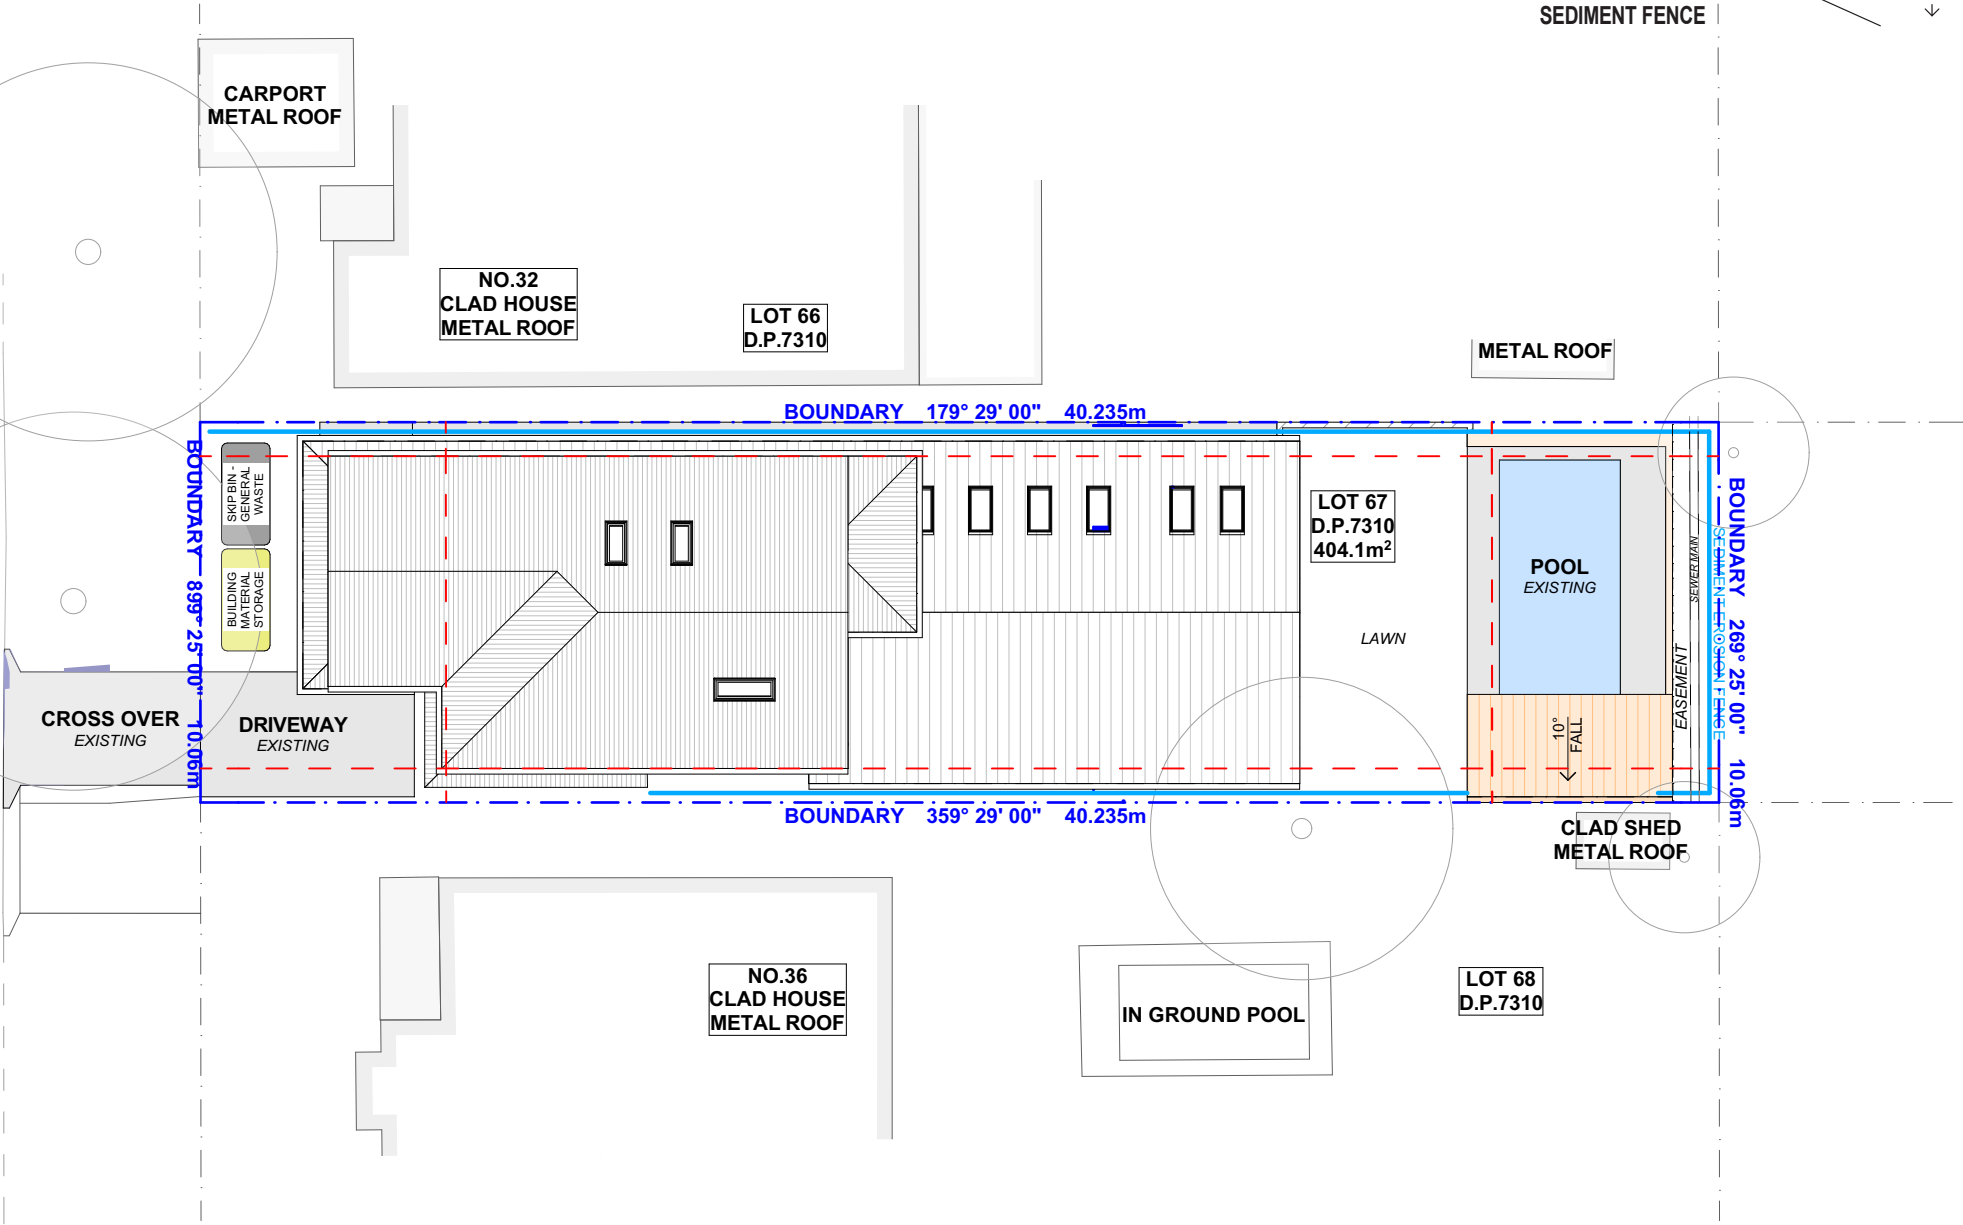 SEDIMENT FENCE
CARPORT
METAL ROOF
NO.32
CLAD HOUSE
METAL ROOF
LOT 66
D.P.7310
METAL ROOF
BOUNDARY 179° 29' 00" 40.235m
BOUNDARY 899° 25' 00" 10.06m
SKIP BIN -
GENERAL
WASTE
BUILDING
MATERIAL
STORAGE
LOT 67
D.P.7310
404.1m²
POOL
EXISTING
LAWN
SEWER MAIN
EASEMENT
SEDIMENT EROSION FENCE
BOUNDARY 269° 25' 00" 10.06m
CROSS OVER
EXISTING
DRIVEWAY
EXISTING
10°
FALL
BOUNDARY 359° 29' 00" 40.235m
CLAD SHED
METAL ROOF
NO.36
CLAD HOUSE
METAL ROOF
IN GROUND POOL
LOT 68
D.P.7310